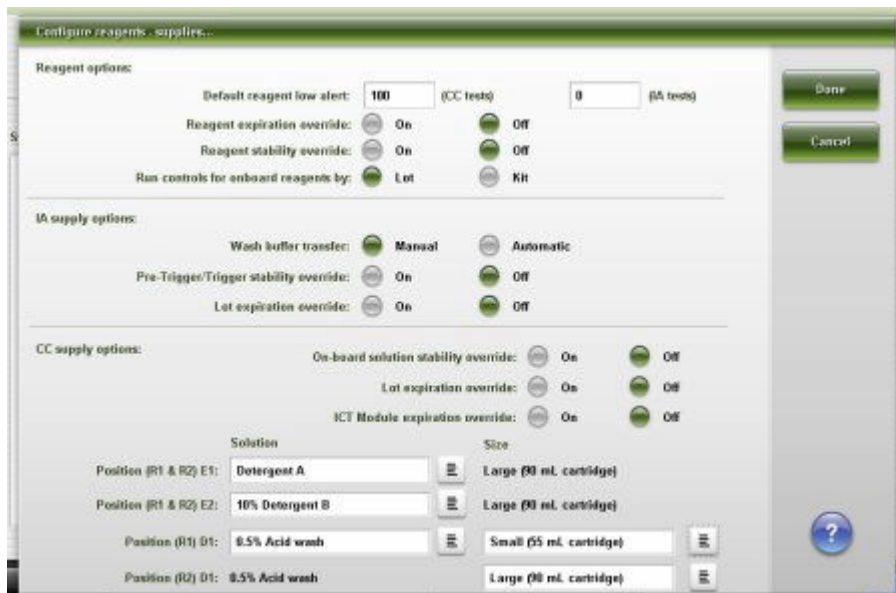 Configure reagents - supplies...
Reagent options:
Default reagent low alert: 100 (CC tests) 0 (IA tests)
Done
Reagent expiration override: On Off
Cancel
Reagent stability override: On Off
Run controls for onboard reagents by: Lot Kit
IA supply options:
Wash buffer transfer: Manual Automatic
Pre-Trigger/Trigger stability override: On Off
Lot expiration override: On Off
CC supply options:
On-board solution stability override: On Off
Lot expiration override: On Off
ICT Module expiration override: On Off
Solution Size
Position (R1 & R2) E1: Detergent A Large (90 mL cartridge)
Position (R1 & R2) E2: 10% Detergent B Large (90 mL cartridge)
Position (R1) D1: 0.5% Acid wash Small (55 mL cartridge)
Position (R2) D1: 0.5% Acid wash Large (90 mL cartridge)
?